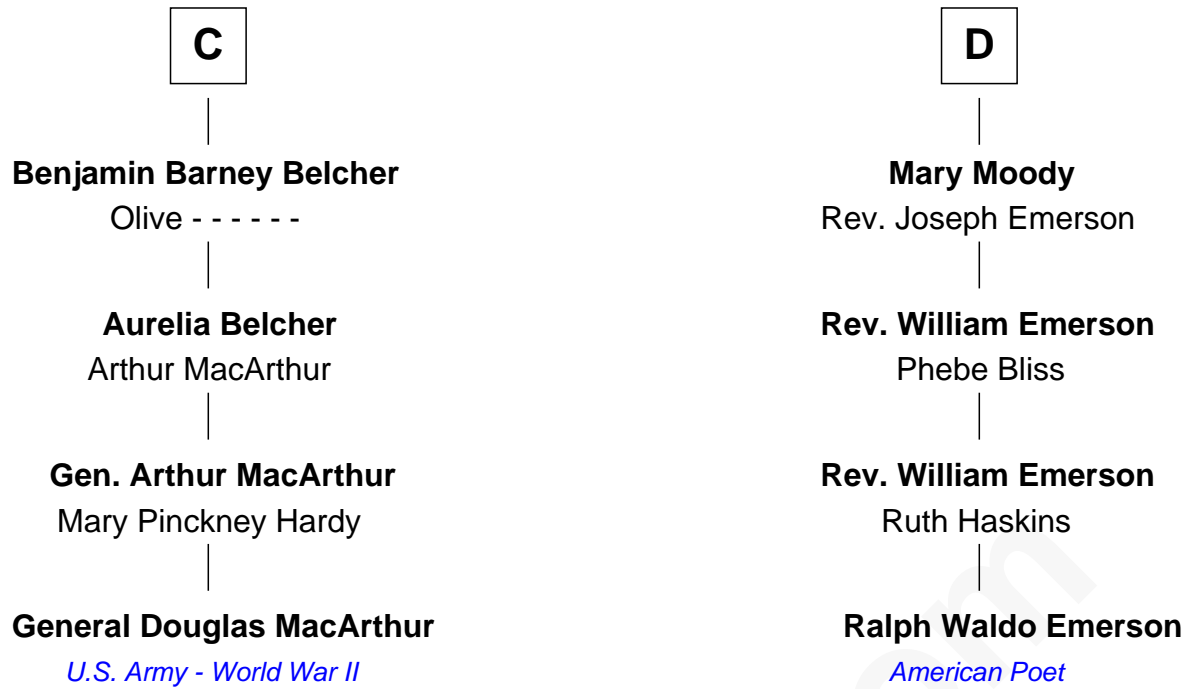 C
Benjamin Barney Belcher
Olive - - - - - -
Aurelia Belcher
Arthur MacArthur
Gen. Arthur MacArthur
Mary Pinckney Hardy
General Douglas MacArthur
U.S. Army - World War II
D
Mary Moody
Rev. Joseph Emerson
Rev. William Emerson
Phebe Bliss
Rev. William Emerson
Ruth Haskins
Ralph Waldo Emerson
American Poet